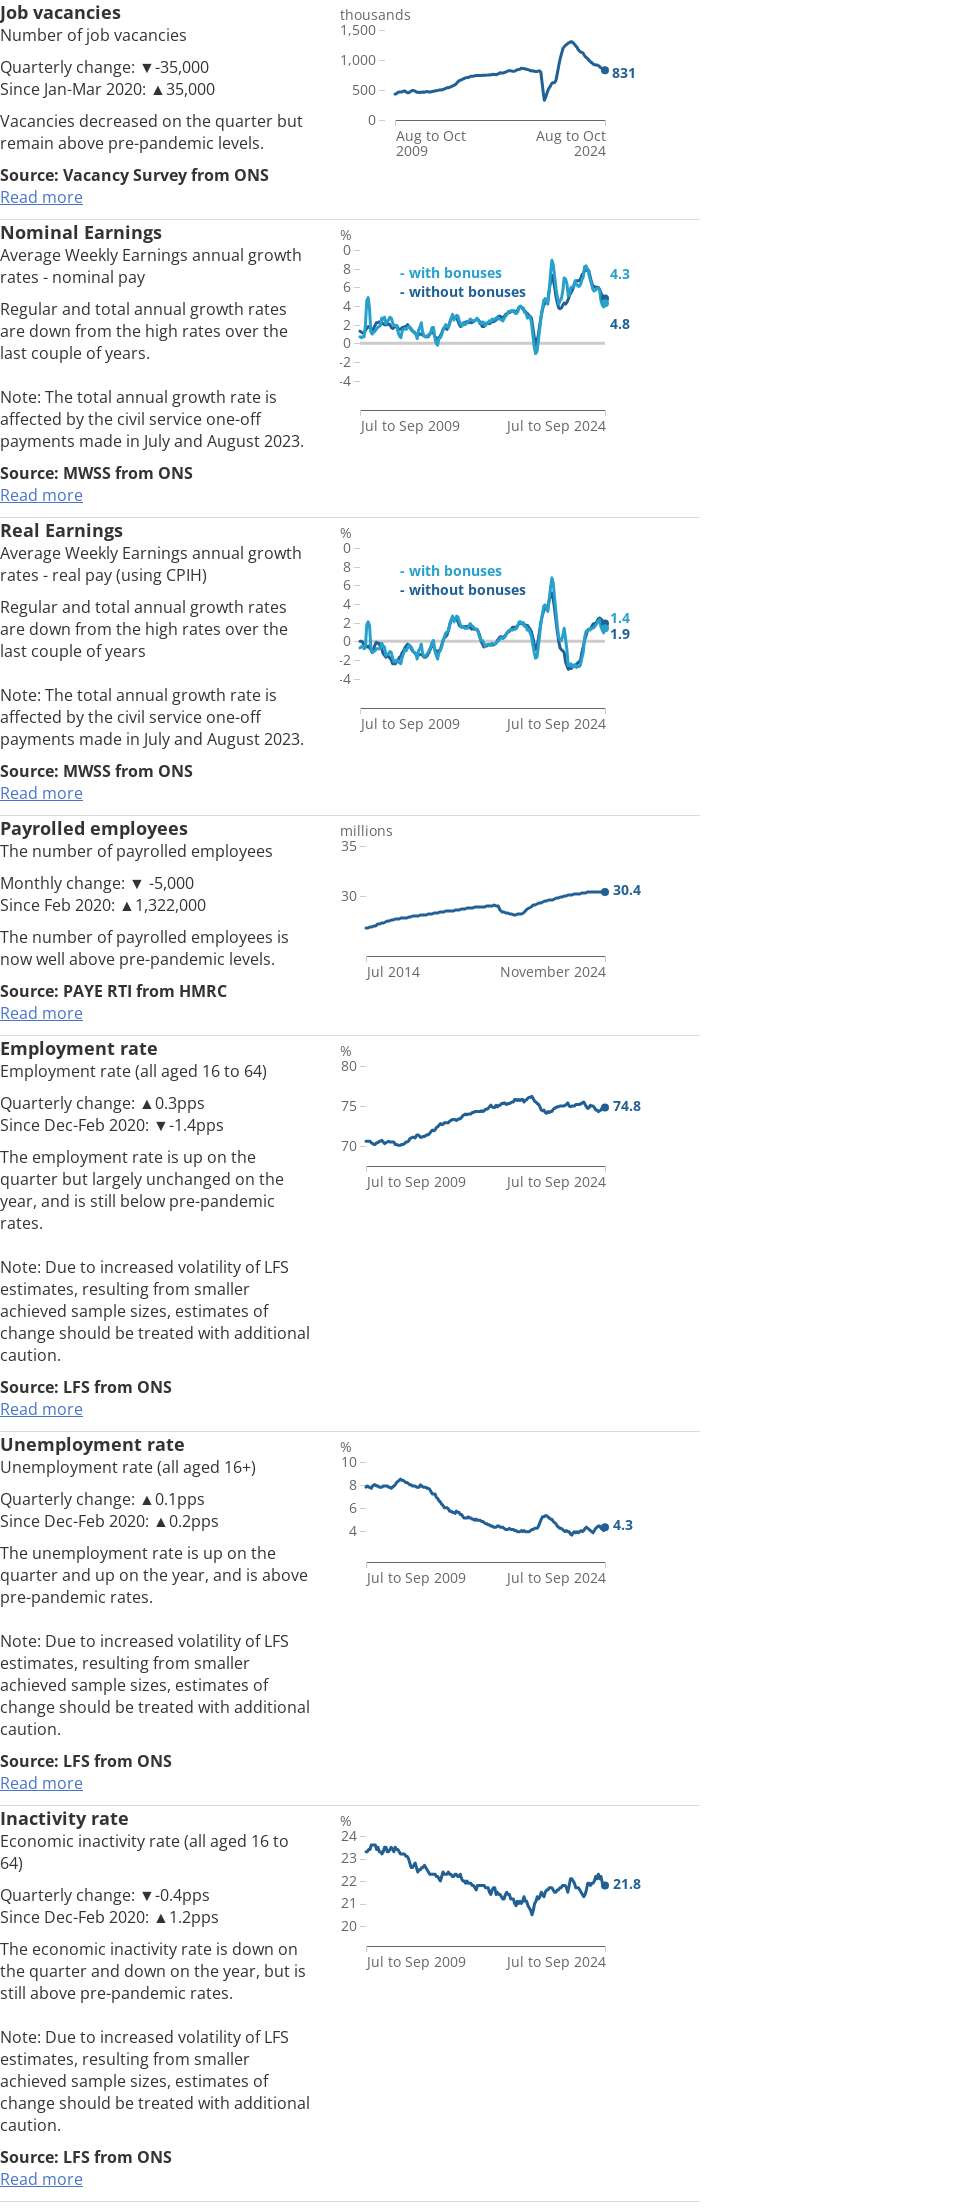 Job vacancies
Number of job vacancies
Quarterly change: ▼-35,000
Since Jan-Mar 2020: ▲35,000
Vacancies decreased on the quarter but
remain above pre-pandemic levels.
Source: Vacancy Survey from ONS
Read more
thousands
1,500
1,000
500
0
831
Aug to Oct
2009
Aug to Oct
2024
Nominal Earnings
Average Weekly Earnings annual growth
rates - nominal pay
Regular and total annual growth rates
are down from the high rates over the
last couple of years.
Note: The total annual growth rate is
affected by the civil service one-off
payments made in July and August 2023.
Source: MWSS from ONS
Read more
%
0
8
6
4
2
0
-2
-4
- with bonuses
- without bonuses
4.3
4.8
Jul to Sep 2009
Jul to Sep 2024
Real Earnings
Average Weekly Earnings annual growth
rates - real pay (using CPIH)
Regular and total annual growth rates
are down from the high rates over the
last couple of years
Note: The total annual growth rate is
affected by the civil service one-off
payments made in July and August 2023.
Source: MWSS from ONS
Read more
%
0
8
6
4
2
0
-2
-4
- with bonuses
- without bonuses
1.4
1.9
Jul to Sep 2009
Jul to Sep 2024
Payrolled employees
The number of payrolled employees
Monthly change: ▼ -5,000
Since Feb 2020: ▲1,322,000
The number of payrolled employees is
now well above pre-pandemic levels.
Source: PAYE RTI from HMRC
Read more
millions
35
30
30.4
Jul 2014
November 2024
Employment rate
Employment rate (all aged 16 to 64)
Quarterly change: ▲0.3pps
Since Dec-Feb 2020: ▼-1.4pps
The employment rate is up on the
quarter but largely unchanged on the
year, and is still below pre-pandemic
rates.
Note: Due to increased volatility of LFS
estimates, resulting from smaller
achieved sample sizes, estimates of
change should be treated with additional
caution.
Source: LFS from ONS
Read more
%
80
75
70
74.8
Jul to Sep 2009
Jul to Sep 2024
Unemployment rate
Unemployment rate (all aged 16+)
Quarterly change: ▲0.1pps
Since Dec-Feb 2020: ▲0.2pps
The unemployment rate is up on the
quarter and up on the year, and is above
pre-pandemic rates.
Note: Due to increased volatility of LFS
estimates, resulting from smaller
achieved sample sizes, estimates of
change should be treated with additional
caution.
Source: LFS from ONS
Read more
%
10
8
6
4
4.3
Jul to Sep 2009
Jul to Sep 2024
Inactivity rate
Economic inactivity rate (all aged 16 to
64)
Quarterly change: ▼-0.4pps
Since Dec-Feb 2020: ▲1.2pps
The economic inactivity rate is down on
the quarter and down on the year, but is
still above pre-pandemic rates.
Note: Due to increased volatility of LFS
estimates, resulting from smaller
achieved sample sizes, estimates of
change should be treated with additional
caution.
Source: LFS from ONS
Read more
%
24
23
22
21
20
21.8
Jul to Sep 2009
Jul to Sep 2024